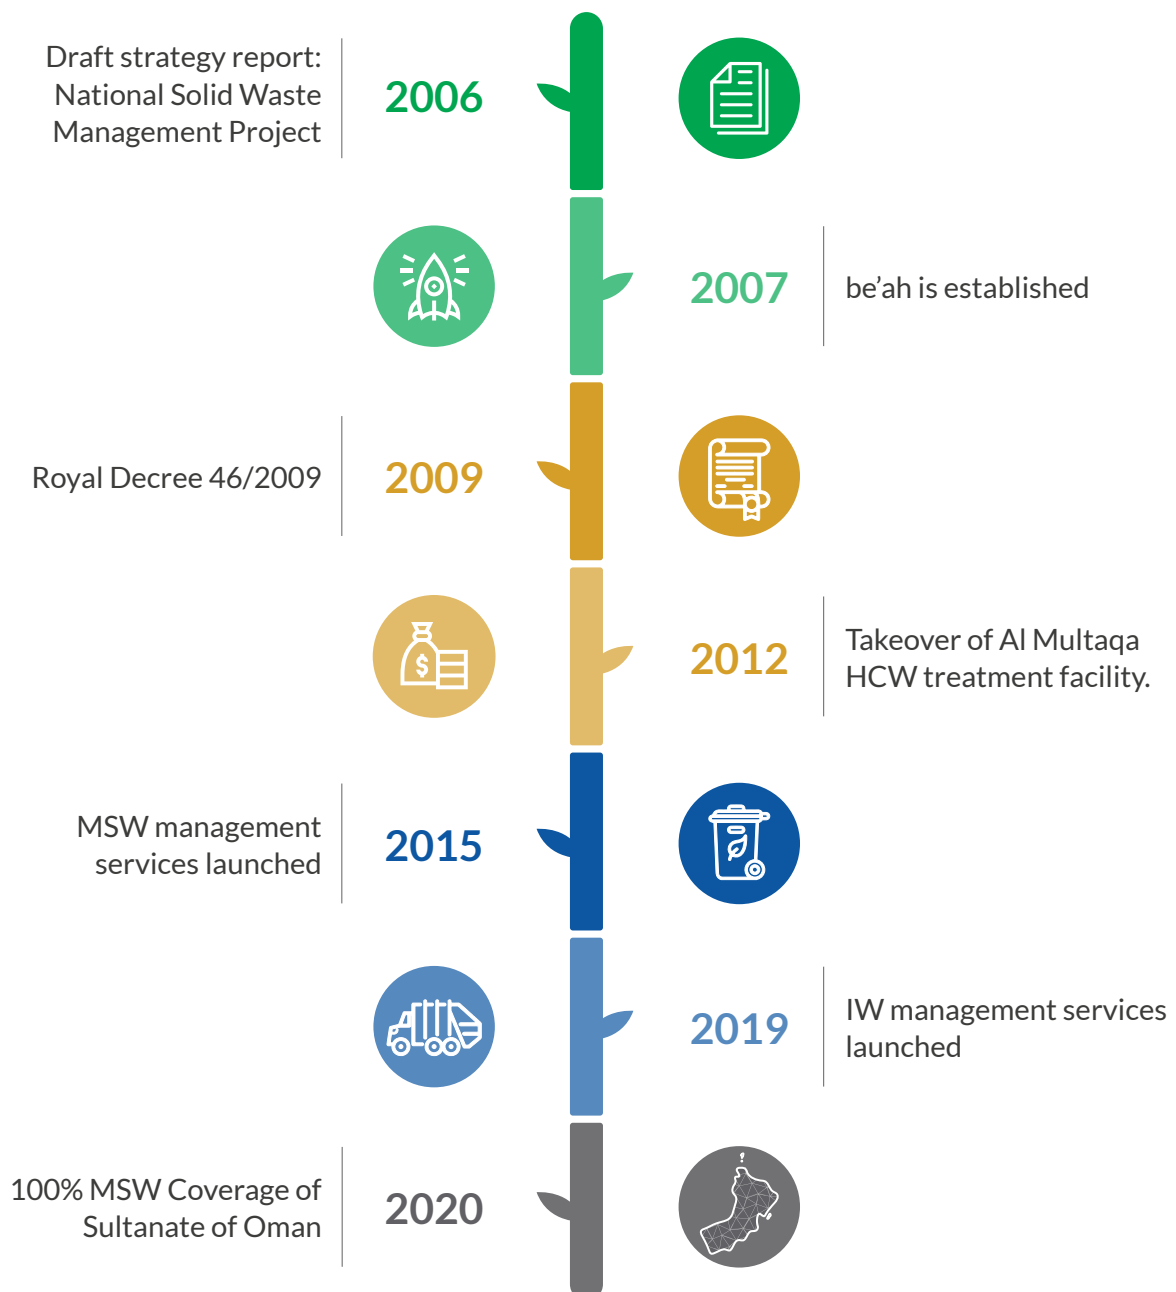 Draft strategy report:
National Solid Waste
Management Project
2006
2007
be’ah is established
Royal Decree 46/2009
2009
$
2012
Takeover of Al Multaqa
HCW treatment facility.
MSW management
services launched
2015
2019
IW management services
launched
100% MSW Coverage of
Sultanate of Oman
2020